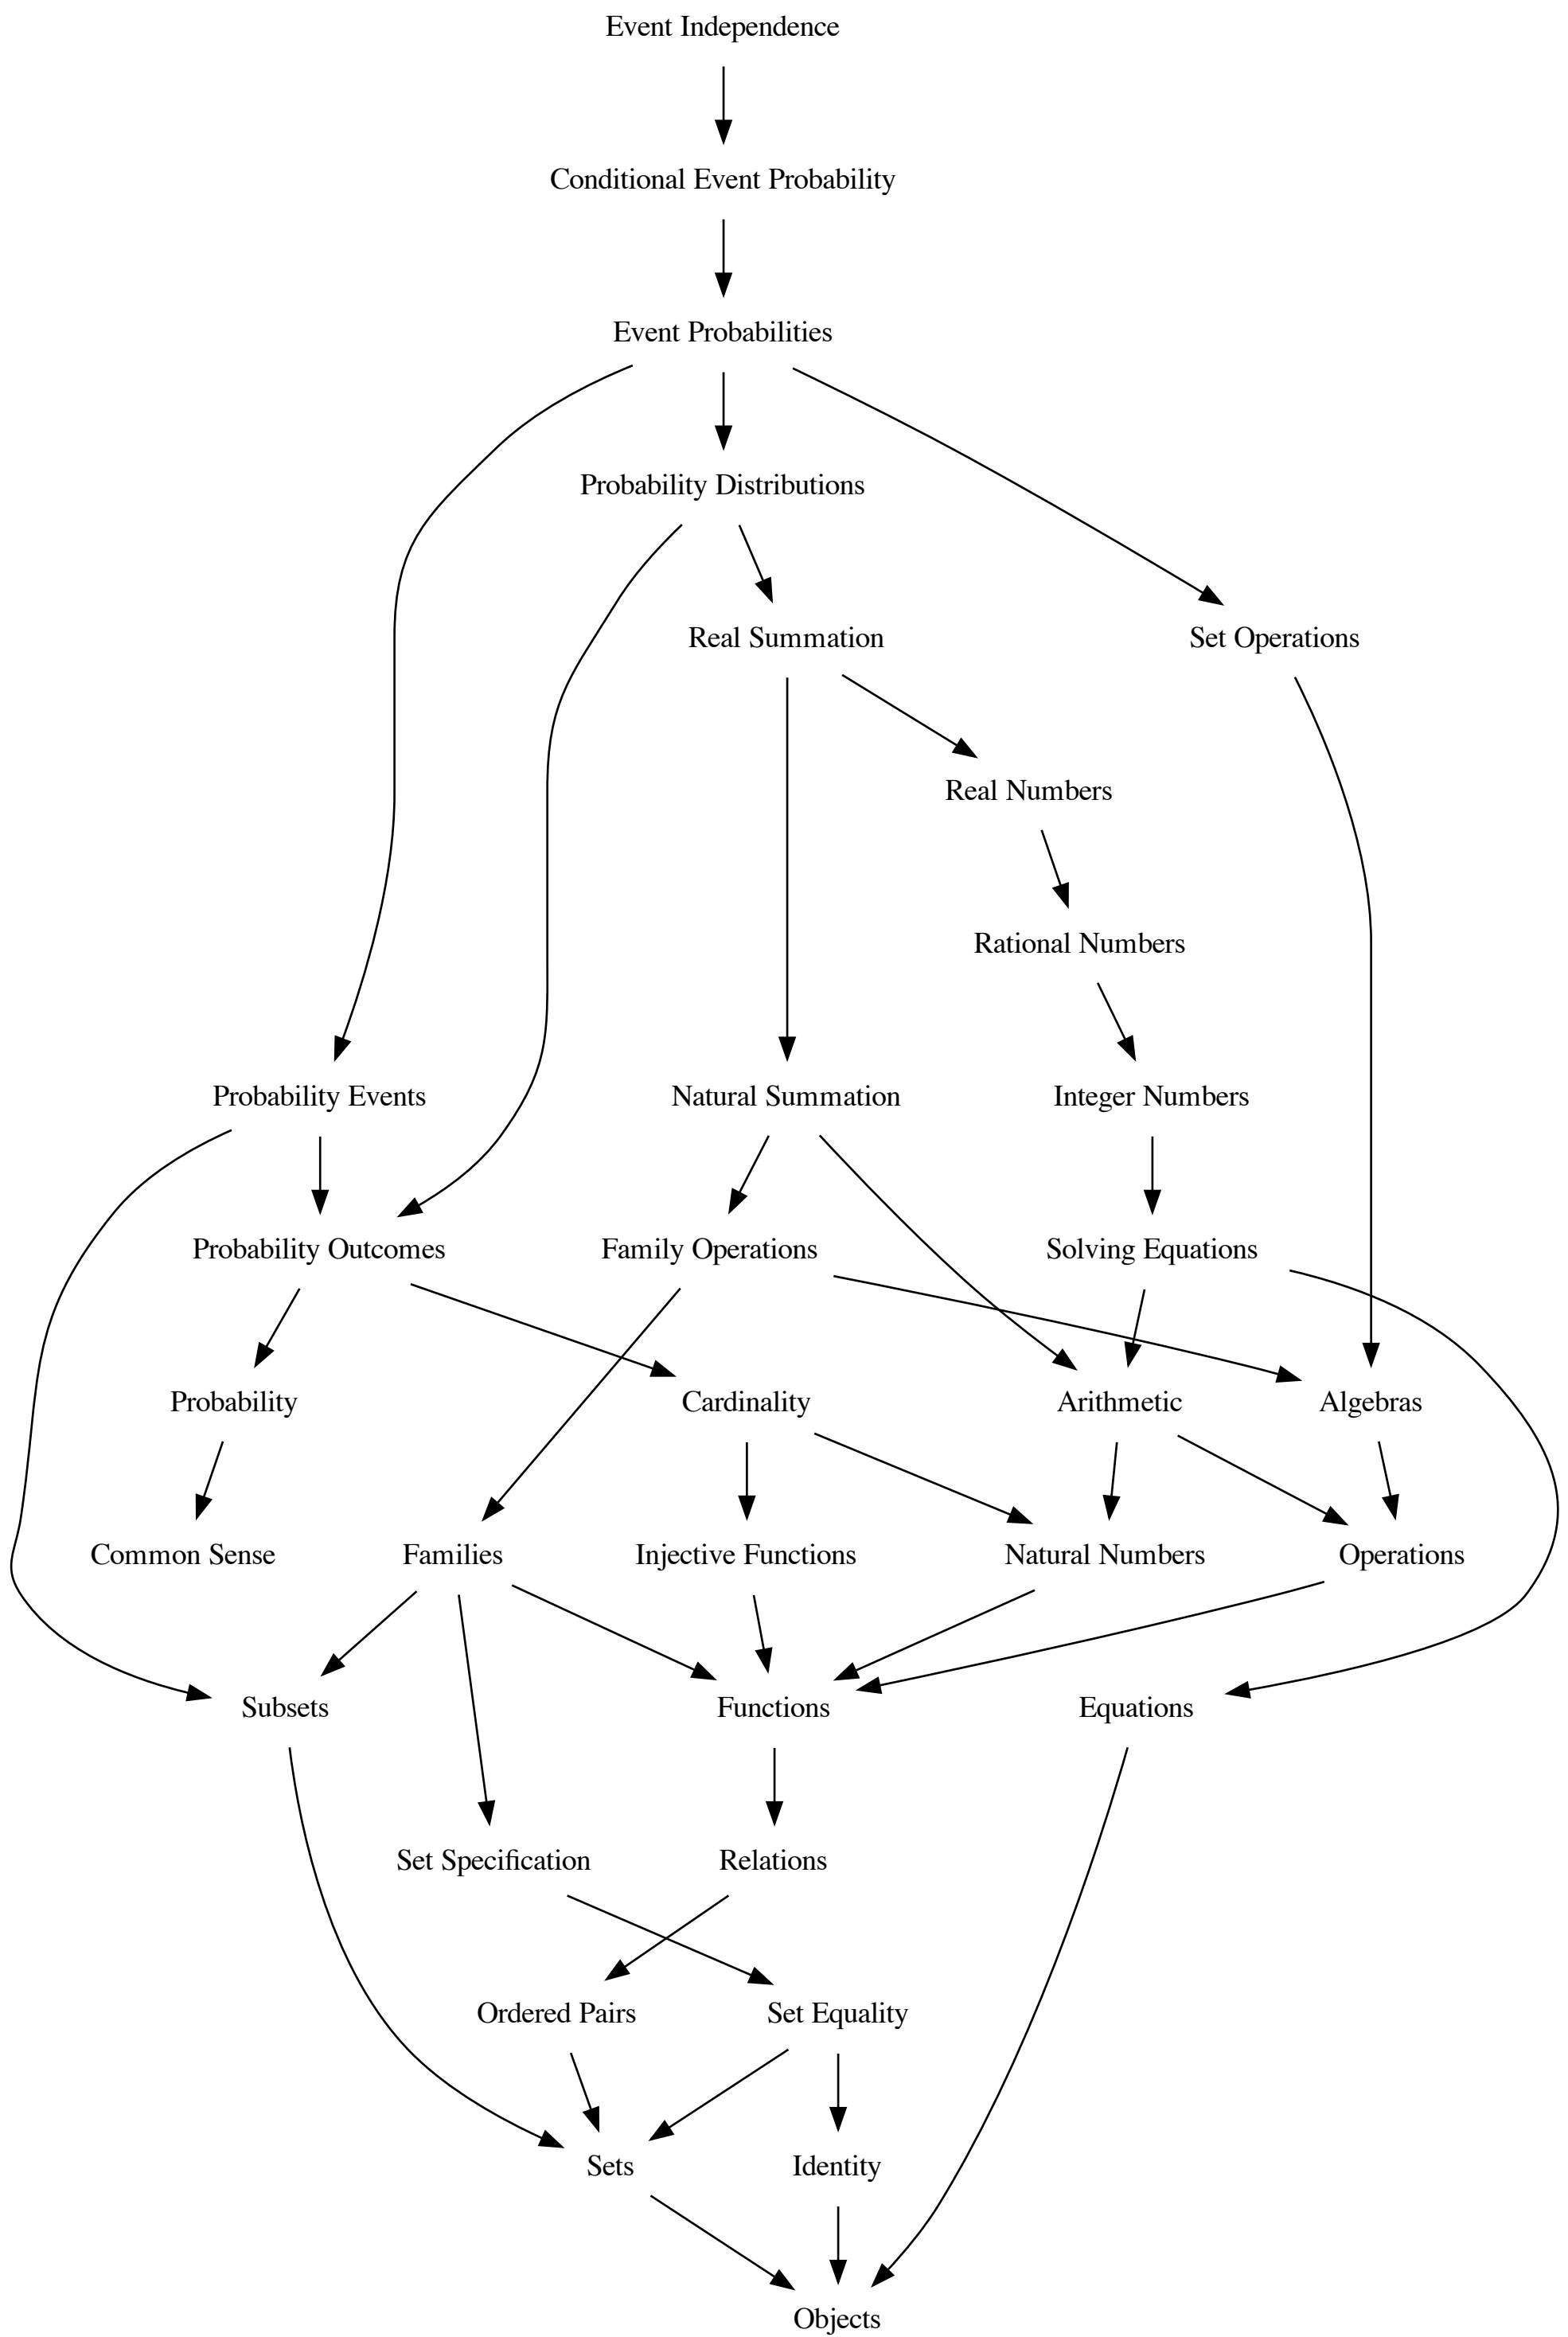 Event Independence
Conditional Event Probability
Event Probabilities
Probability Distributions
Real Summation
Set Operations
Real Numbers
Rational Numbers
Probability Events
Natural Summation
Integer Numbers
Probability Outcomes
Family Operations
Solving Equations
Probability
Cardinality
Arithmetic
Algebras
Common Sense
Families
Injective Functions
Natural Numbers
Operations
Subsets
Functions
Equations
Set Specification
Relations
Ordered Pairs
Set Equality
Sets
Identity
Objects